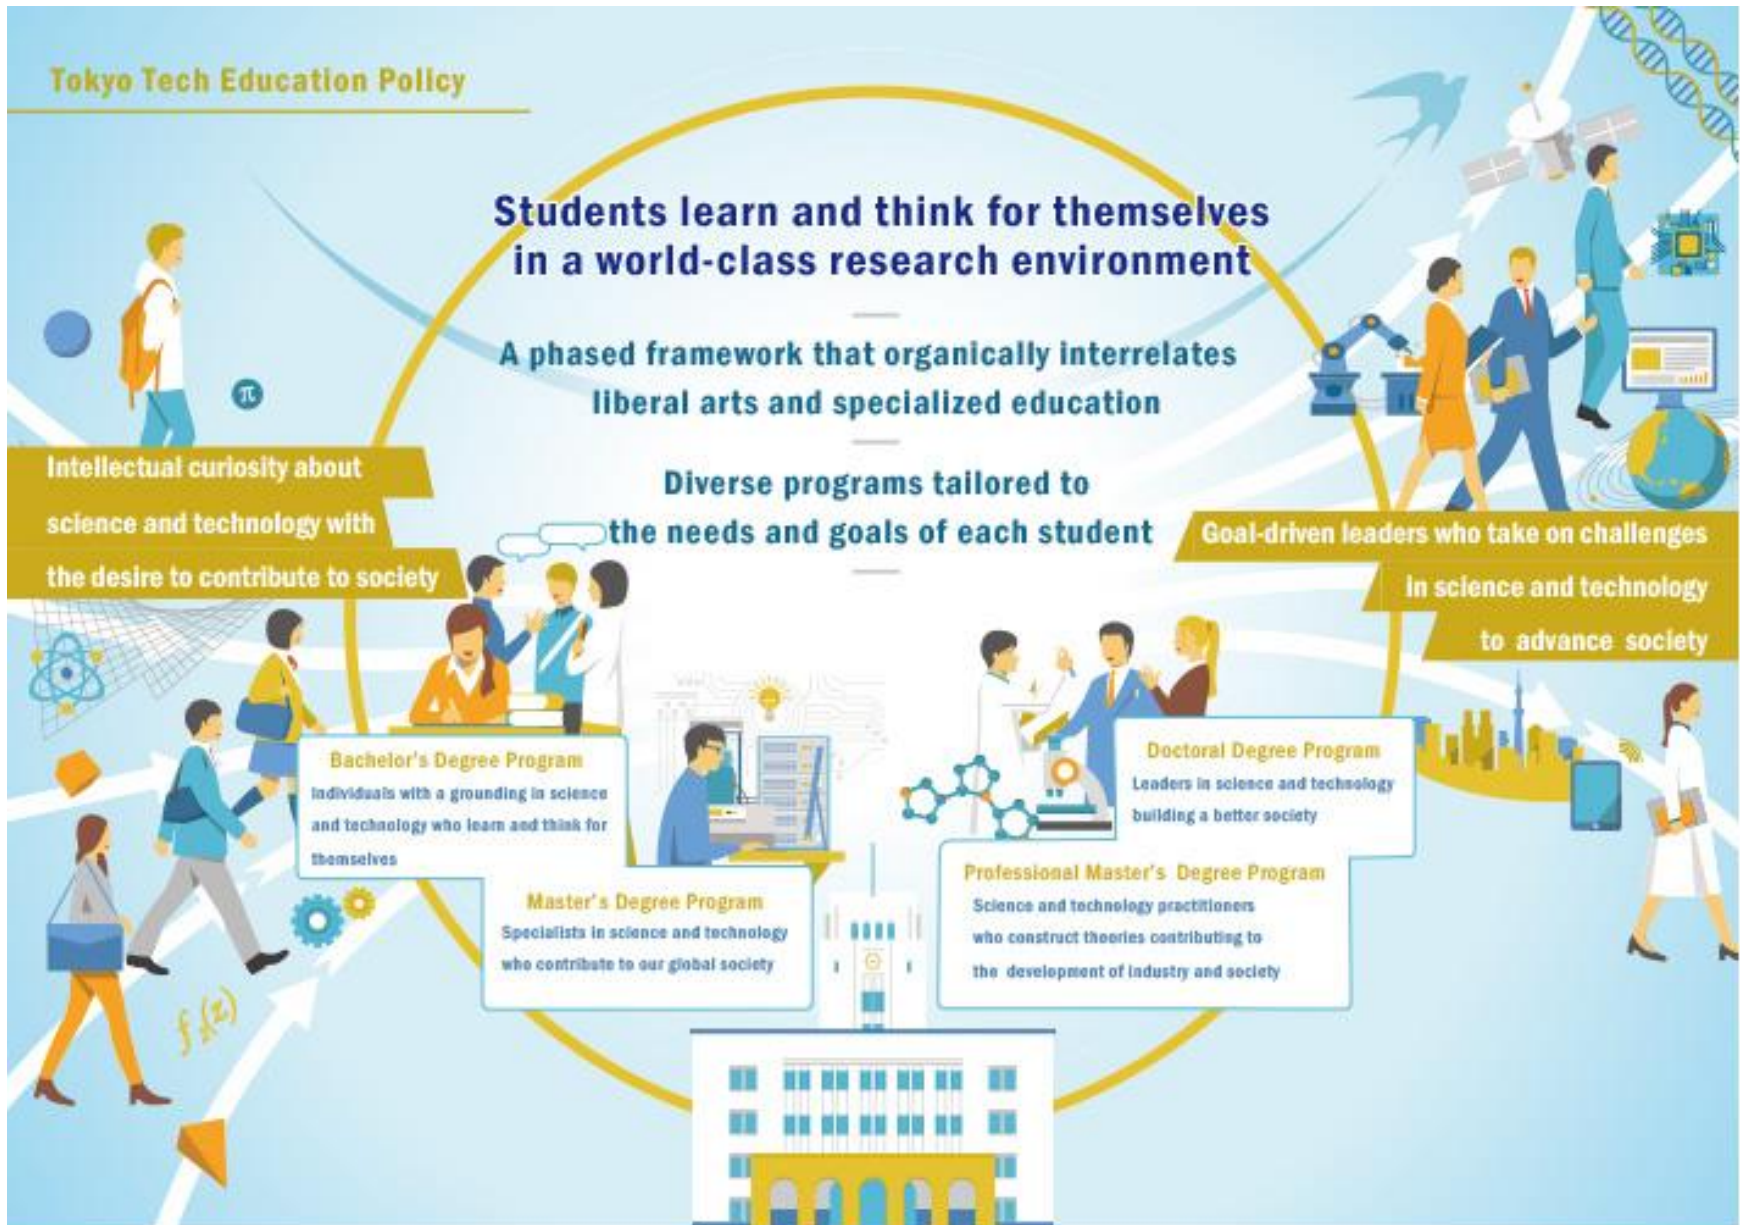 Tokyo Tech Education Policy
Students learn and think for themselves
in a world-class research environment
A phased framework that organically interrelates
liberal arts and specialized education
Diverse programs tailored to
the needs and goals of each student
Intellectual curiosity about
science and technology with
the desire to contribute to society
Goal-driven leaders who take on challenges
in science and technology
to advance society
π
Bachelor's Degree Program
Individuals with a grounding in science
and technology who learn and think for
themselves
Master's Degree Program
Specialists in science and technology
who contribute to our global society
Doctoral Degree Program
Leaders in science and technology
building a better society
Professional Master's Degree Program
Science and technology practitioners
who construct theories contributing to
the development of industry and society